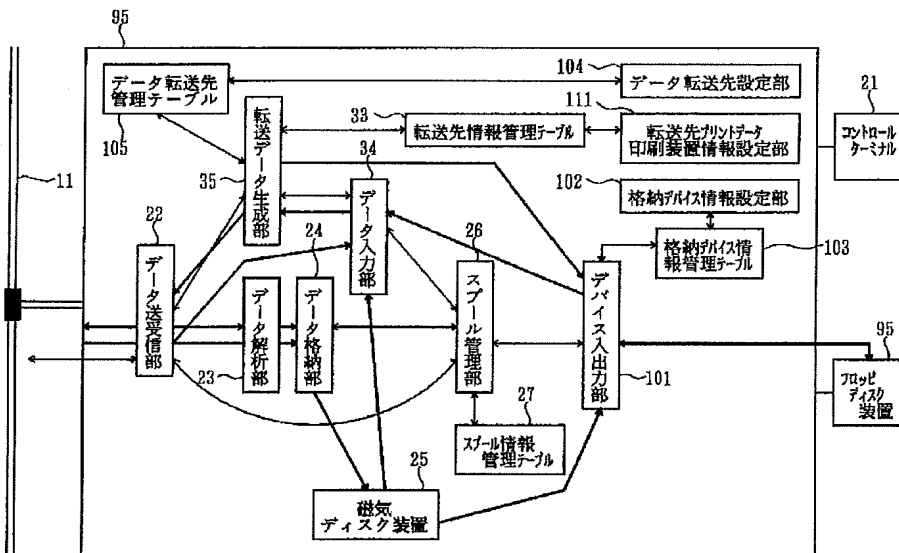 95
データ転送先
管理テーブル
105
104
データ転送先設定部
33
転送先情報管理テーブル
111
転送先プリントデータ
印刷装置情報設定部
21
コントロール
ターミナル
11
35
転送データ生成部
34
データ入力部
102
格納デバイス情報設定部
格納デバイス情
報管理テーブル
103
22
データ送受信部
23
データ解析部
24
データ格納部
26
スプール管理部
デバイス入出力部
101
95
フロッピ
ディスク
装置
27
スプール情報
管理テーブル
25
磁気
ディスク装置